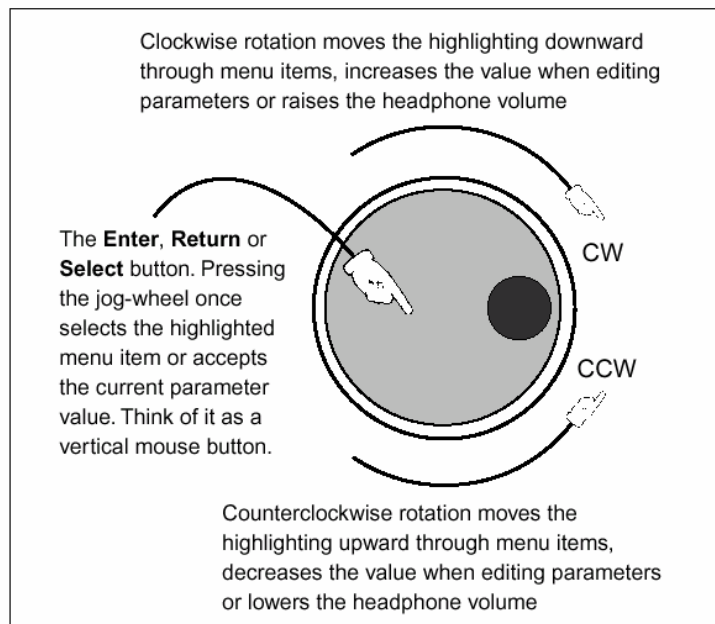 Clockwise rotation moves the highlighting downward
through menu items, increases the value when editing
parameters or raises the headphone volume
The Enter, Return or
Select button. Pressing
the jog-wheel once
selects the highlighted
menu item or accepts
the current parameter
value. Think of it as a
vertical mouse button.
CW
CCW
Counterclockwise rotation moves the
highlighting upward through menu items,
decreases the value when editing parameters
or lowers the headphone volume